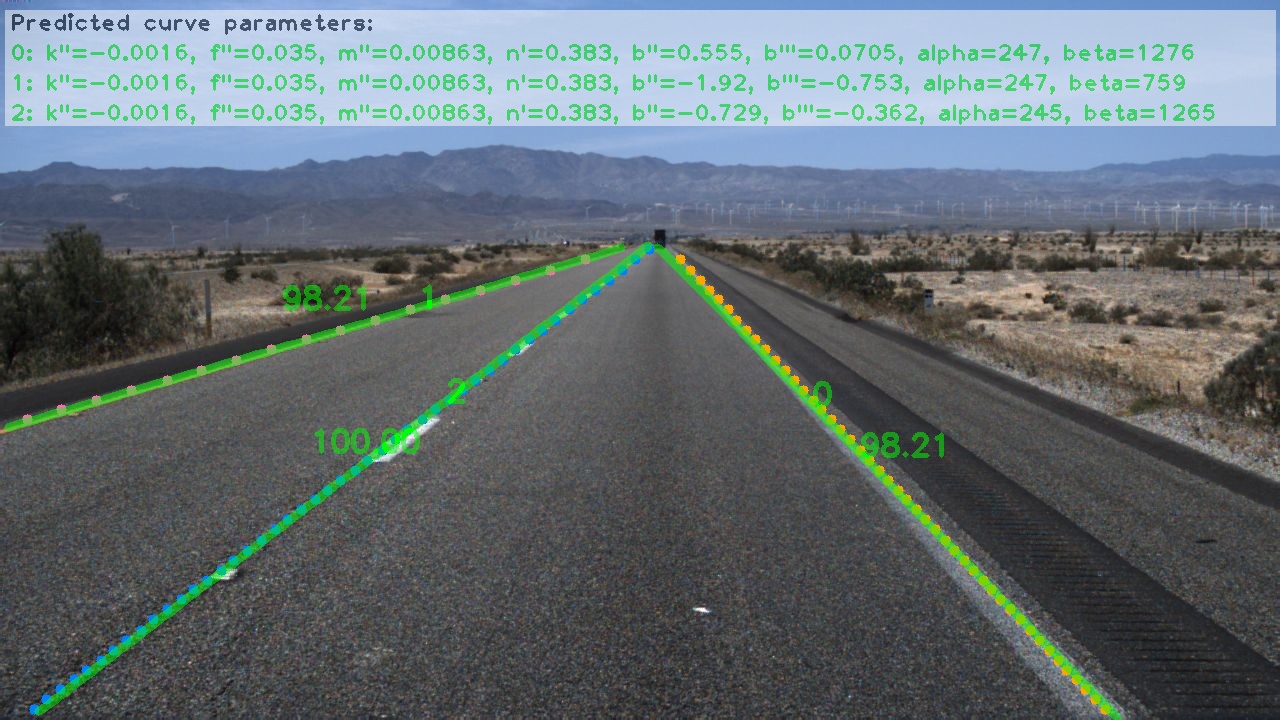 Predicted curve parameters:
0: k''=-0.0016, f''=0.035, m''=0.00863, n'=0.383, b''=0.555, b'''=0.0705, alpha=247, beta=1276
1: k''=-0.0016, f''=0.035, m''=0.00863, n'=0.383, b''=-1.92, b'''=-0.753, alpha=247, beta=759
2: k''=-0.0016, f''=0.035, m''=0.00863, n'=0.383, b''=-0.729, b'''=-0.362, alpha=245, beta=1265
98.21 1
2 0
100.00 98.21